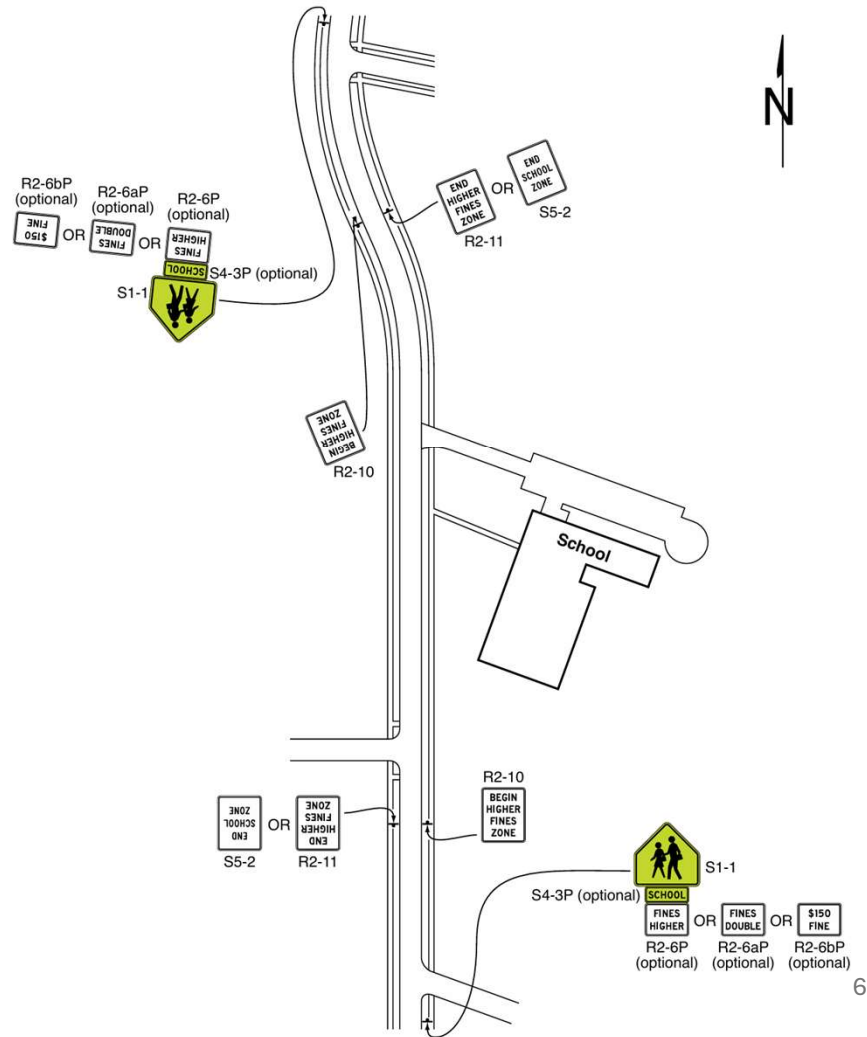 N
END
HIGHER
FINES
ZONE
OR
END
SCHOOL
ZONE
R2-11
S5-2
R2-6bP
(optional)
R2-6aP
(optional)
R2-6P
(optional)
$150
FINE
OR
FINES
DOUBLE
OR
FINES
HIGHER
SCHOOL
S4-3P (optional)
S1-1
BEGIN
HIGHER
FINES
ZONE
R2-10
School
END
SCHOOL
ZONE
OR
END
HIGHER
FINES
ZONE
S5-2
R2-11
R2-10
BEGIN
HIGHER
FINES
ZONE
S1-1
S4-3P (optional)
SCHOOL
FINES
HIGHER
OR
FINES
DOUBLE
OR
$150
FINE
R2-6P
(optional)
R2-6aP
(optional)
R2-6bP
(optional)
6